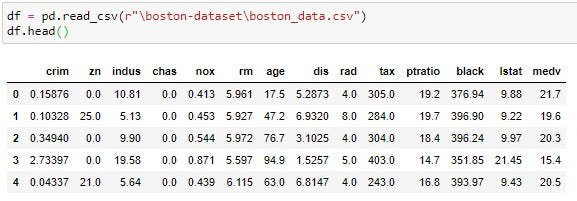 df = pd.read_csv(r"\boston-dataset\boston_data.csv")
df.head()
crim zn indus chas nox rm age dis rad tax ptratio black lstat medv
0 0.15876 0.0 10.81 0.0 0.413 5.961 17.5 5.2873 4.0 305.0 19.2 376.94 9.88 21.7
1 0.10328 25.0 5.13 0.0 0.453 5.927 47.2 6.9320 8.0 284.0 19.7 396.90 9.22 19.6
2 0.34940 0.0 9.90 0.0 0.544 5.972 76.7 3.1025 4.0 304.0 18.4 396.24 9.97 20.3
3 2.73397 0.0 19.58 0.0 0.871 5.597 94.9 1.5257 5.0 403.0 14.7 351.85 21.45 15.4
4 0.04337 21.0 5.64 0.0 0.439 6.115 63.0 6.8147 4.0 243.0 16.8 393.97 9.43 20.5